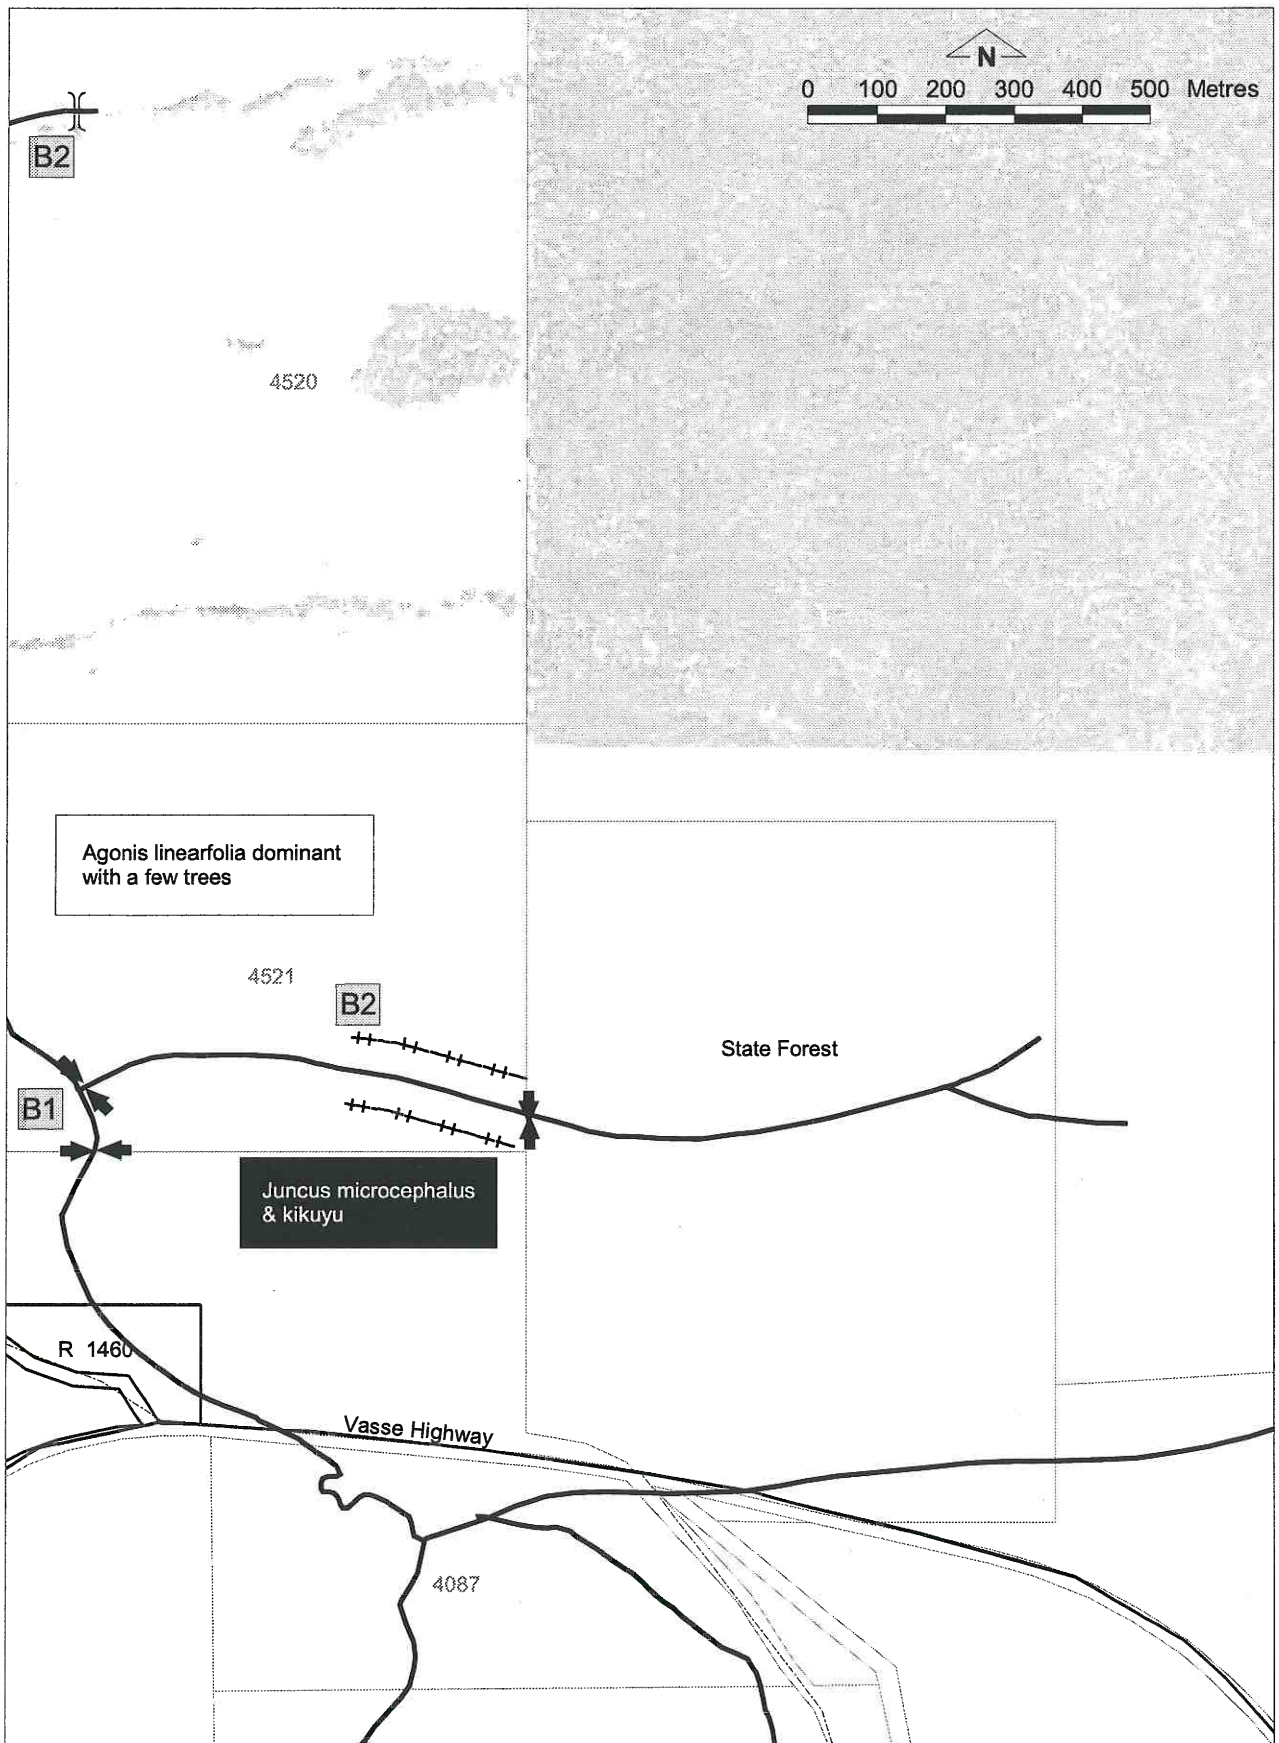 N
0 100 200 300 400 500 Metres
B2
4520
Agonis linearfolia dominant
with a few trees
4521
B2
State Forest
B1
Juncus microcephalus
& kikuyu
R 1460
Vasse Highway
4087